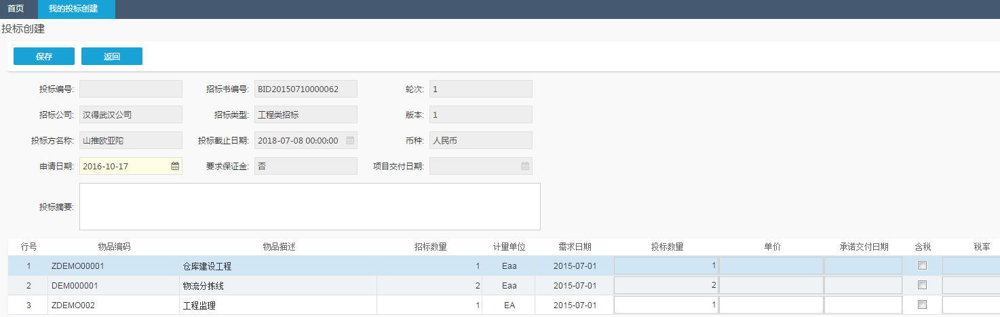 首页 我的投标创建
投标创建
保存 返回
投标编号: 招标书编号: BID20150710000062 轮次: 1
招标公司: 汉得武汉公司 招标类型: 工程类招标 版本: 1
投标方名称: 山推欧亚陀 投标截止日期: 2018-07-08 00:00:00 币种: 人民币
申请日期: 2016-10-17 要求保证金: 否 项目交付日期:
投标摘要:
行号 物品编码 物品描述 招标数量 计量单位 需求日期 投标数量 单价 承诺交付日期 含税 税率
1 ZDEMO00001 仓库建设工程 1 Eaa 2015-07-01 1
2 DEM000001 物流分拣线 2 Eaa 2015-07-01 2
3 ZDEMO002 工程监理 1 EA 2015-07-01 1